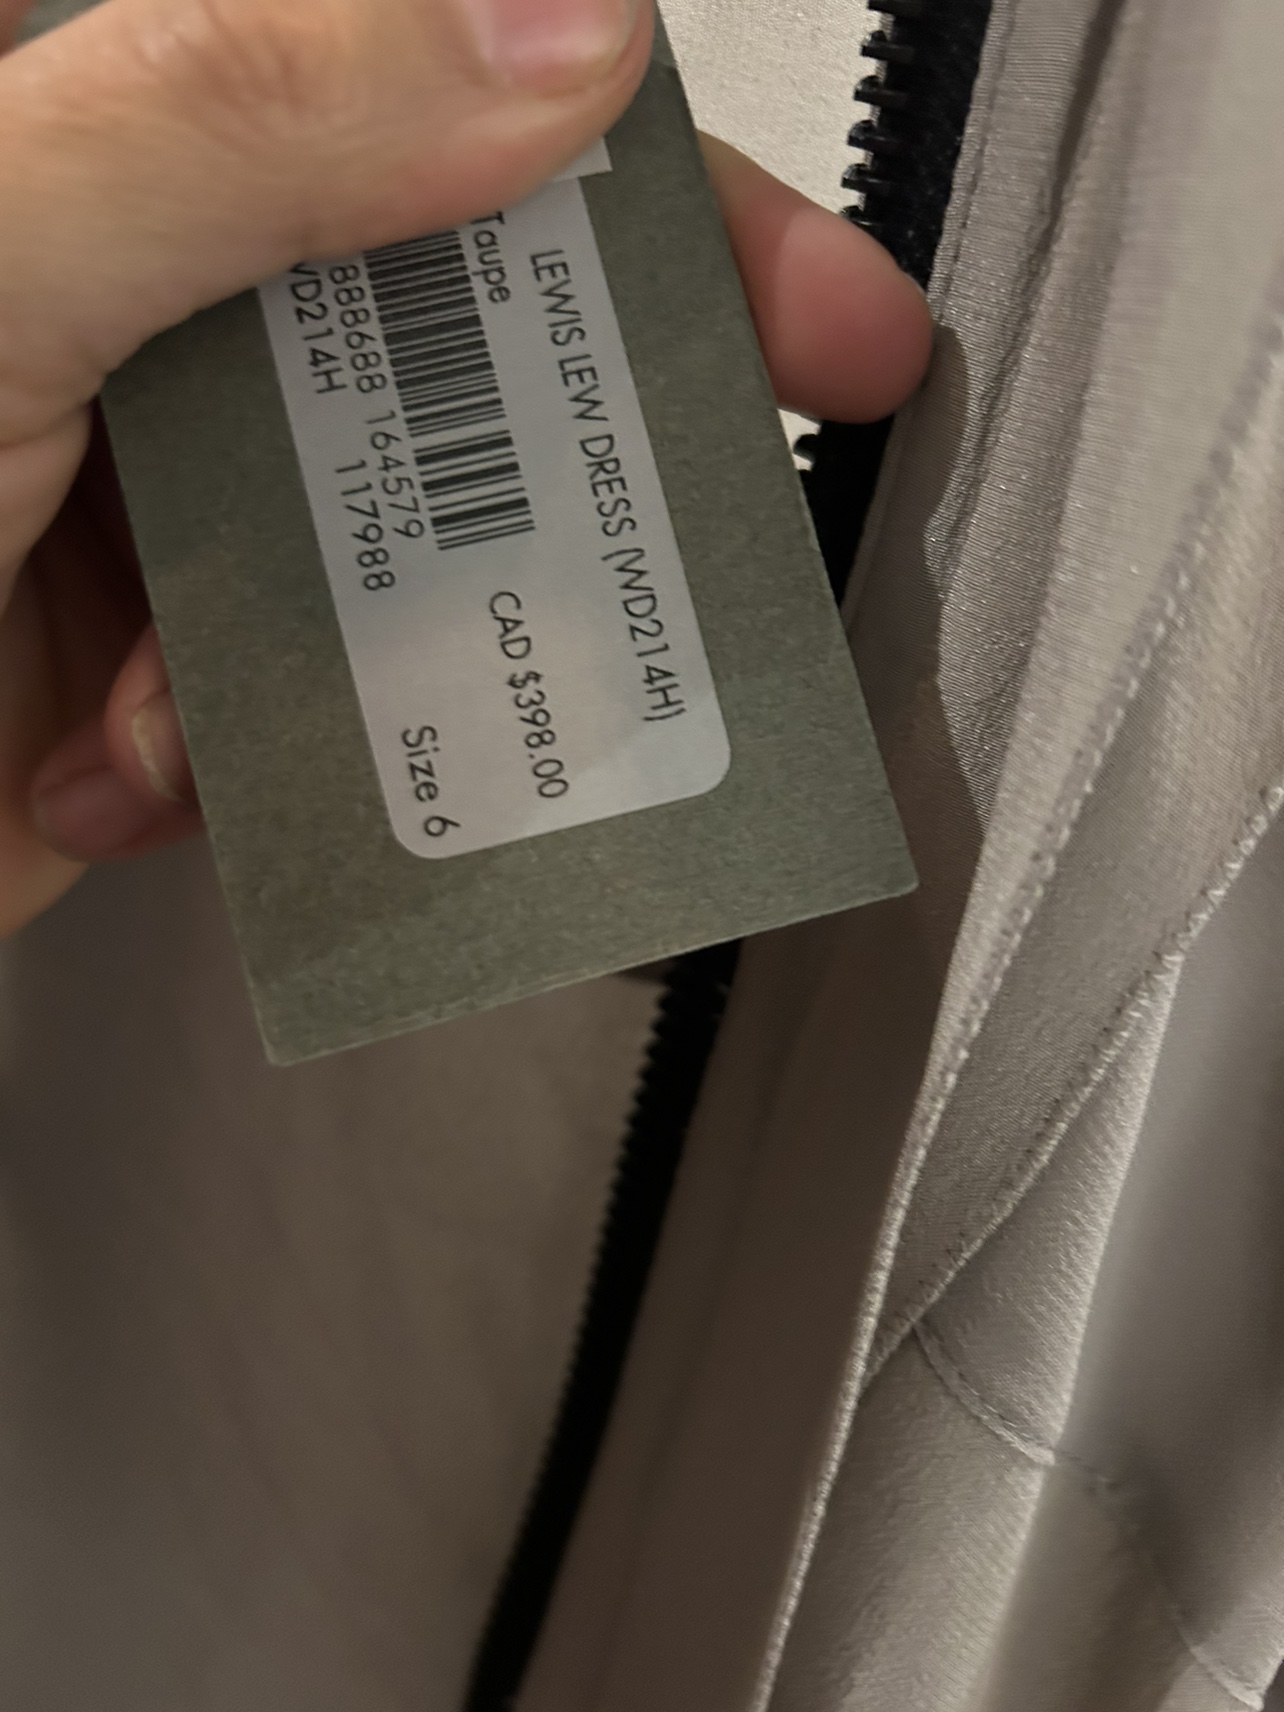 LEWIS LEW DRESS (WD214H)
Taupe
CAD $398.00
888688 164579
WD214H 117988
Size 6